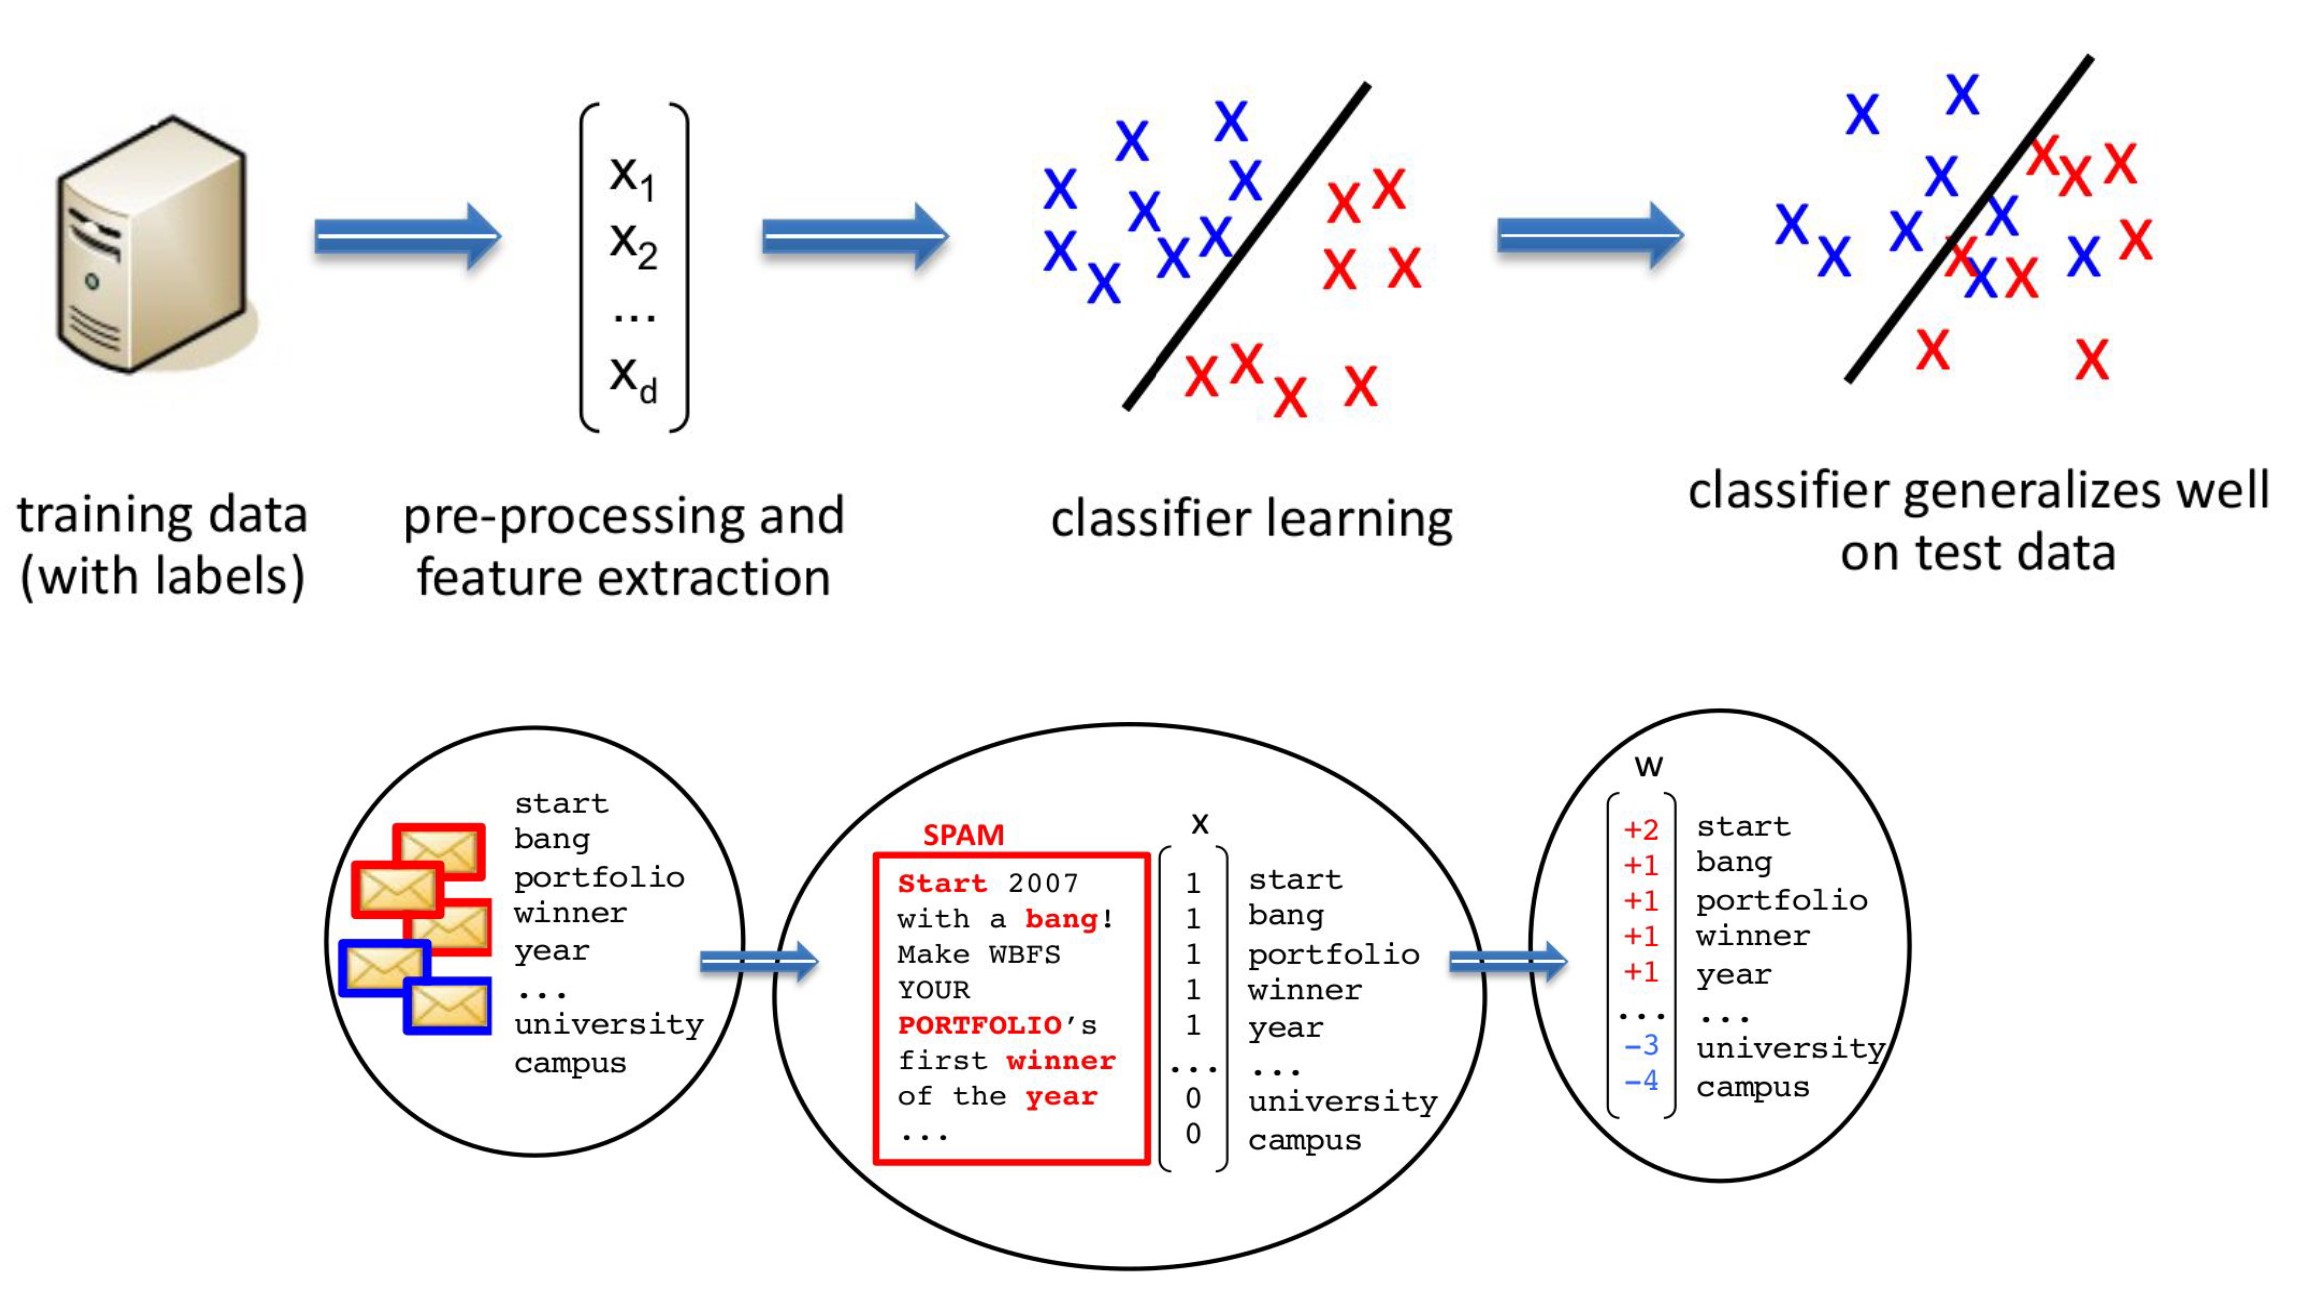 x1
x2
...
xd
X X X X X X X X X X
X X X X X X X X
X X X X X X X X X X
X X X X X X X X
training data
(with labels)
pre-processing and
feature extraction
classifier learning
classifier generalizes well
on test data
start
bang
portfolio
winner
year
...
university
campus
SPAM
Start 2007
with a bang!
Make WBFS
YOUR
PORTFOLIO’s
first winner
of the year
...
x
1 start
1 bang
1 portfolio
1 winner
1 year
... ...
0 university
0 campus
w
+2 start
+1 bang
+1 portfolio
+1 winner
+1 year
... ...
−3 university
−4 campus